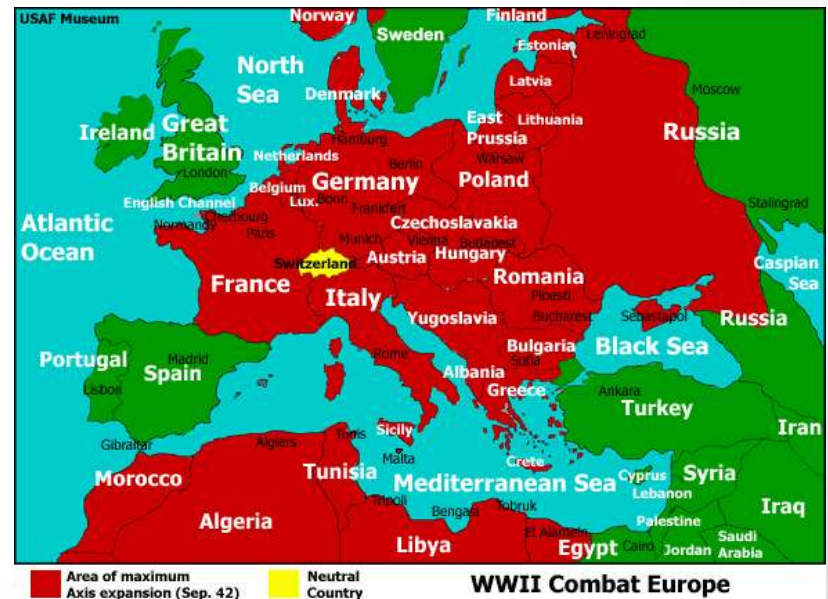 USAF Museum
Norway
Finland
Leningrad
Sweden
Estonia
North
Sea
Latvia
Moscow
Denmark
East
Prussia
Lithuania
Ireland
Great
Britain
Russia
Hamburg
Netherlands
Berlin
Warsaw
London
Germany
Poland
Belgium
Lux.
Bonn
English Channel
Stalingrad
Frankfurt
Cherbourg
Normandy
Paris
Czechoslavakia
Atlantic
Ocean
Munich
Vienna
Budapest
Switzerland
Austria
Hungary
Caspian
Sea
France
Italy
Romania
Ploesti
Yugoslavia
Bucharest
Sebastapol
Russia
Bulgaria
Sofia
Black Sea
Portugal
Madrid
Spain
Rome
Albania
Greece
Lisbon
Ankara
Turkey
Iran
Gibraltar
Algiers
Tunis
Sicily
Malta
Crete
Morocco
Tunisia
Mediterranean Sea
Cyprus
Syria
Lebanon
Tripoli
Bengasi
Tobruk
Iraq
Algeria
Palestine
El Alamein
Libya
Egypt
Cairo
Jordan
Saudi
Arabia
Area of maximum
Axis expansion (Sep. 42)
Neutral
Country
WWII Combat Europe